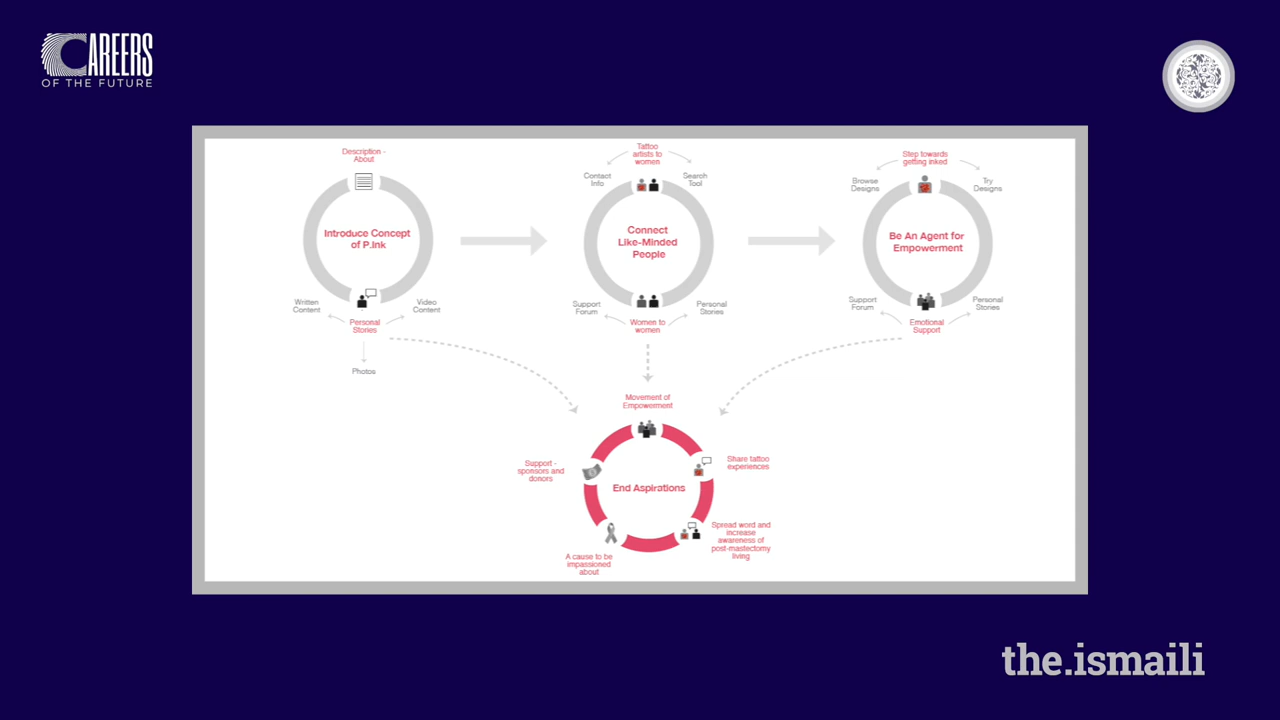 CAREERS
OF THE FUTURE
Description -
About
Introduce Concept
of P.Ink
Written
Content
Video
Content
Personal
Stories
Photos
Tattoo
artists to
women
Contact
Info
Search
Tool
Connect
Like-Minded
People
Support
Forum
Personal
Stories
Women to
women
Step towards
getting inked
Browse
Designs
Try
Designs
Be An Agent for
Empowerment
Support
Forum
Personal
Stories
Emotional
Support
Movement of
Empowerment
Support -
sponsors and
donors
Share tattoo
experiences
End Aspirations
Spread word and
increase
awareness of
post-mastectomy
living
A cause to be
impassioned
about
the.ismaili